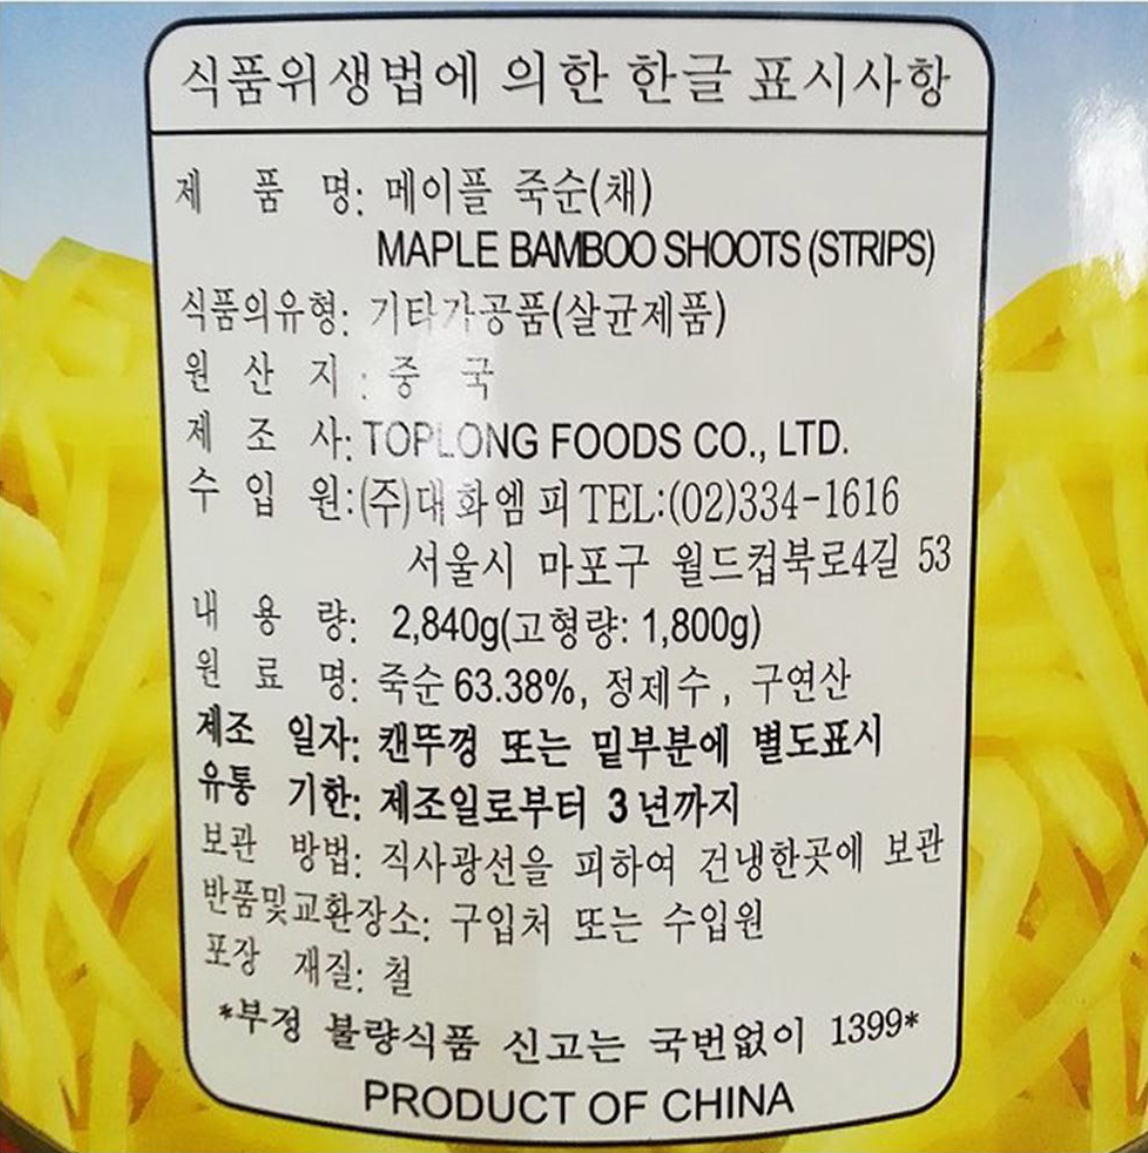 식품위생법에 의한 한글 표시사항
제 품 명: 메이플 죽순(채)
MAPLE BAMBOO SHOOTS (STRIPS)
식품의유형: 기타가공품(살균제품)
원 산 지 : 중 국
제 조 사: TOPLONG FOODS CO., LTD.
수 입 원: (주)대화엠피 TEL:(02)334-1616
서울시 마포구 월드컵북로4길 53
내 용 량: 2,840g(고형량: 1,800g)
원 료 명: 죽순 63.38%, 정제수, 구연산
제조 일자: 캔뚜껑 또는 밑부분에 별도표시
유통 기한: 제조일로부터 3년까지
보관 방법: 직사광선을 피하여 건냉한곳에 보관
반품및교환장소: 구입처 또는 수입원
포장 재질: 철
*부정 불량식품 신고는 국번없이 1399*
PRODUCT OF CHINA